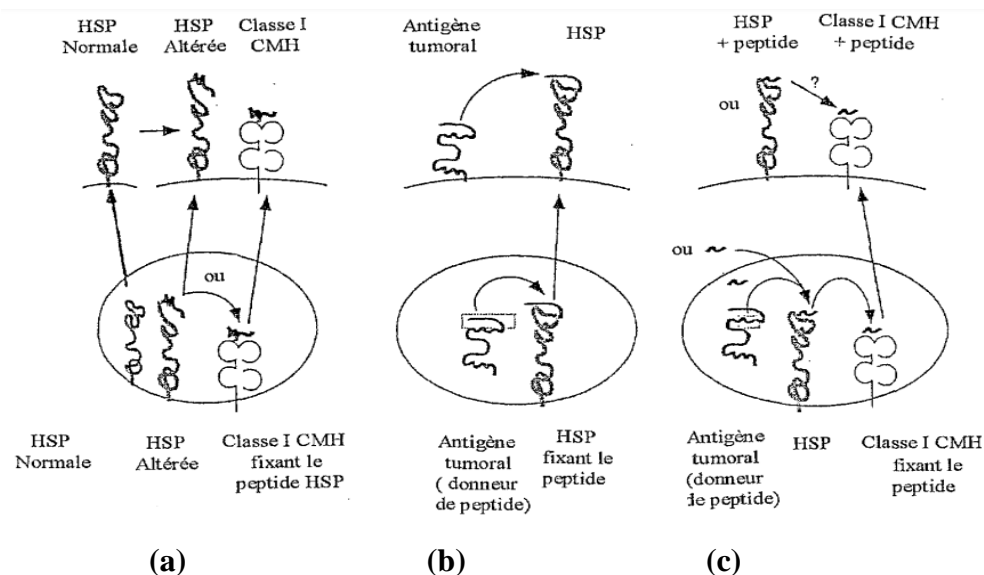 HSP
Normale
HSP
Altérée
Classe I
CMH
ou
HSP
Normale
HSP
Altérée
Classe I CMH
fixant le
peptide HSP
(a)
Antigène
tumoral
HSP
Antigène
tumoral
( donneur
de peptide)
HSP
fixant le
peptide
(b)
HSP
+ peptide
Classe I CMH
+ peptide
ou
?
ou
Antigène
tumoral
(donneur
de peptide)
HSP
Classe I CMH
fixant le
peptide
(c)